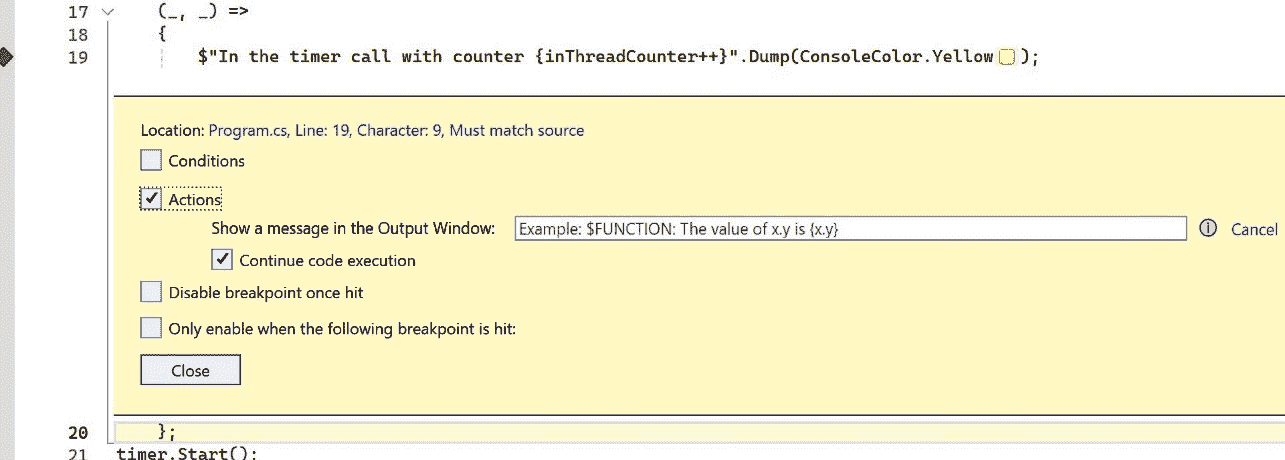 17 (_, _) =>
18 {
19 $"In the timer call with counter {inThreadCounter++}".Dump(ConsoleColor.Yellow);
Location: Program.cs, Line: 19, Character: 9, Must match source
Conditions
Actions
Show a message in the Output Window: Example: $FUNCTION: The value of x.y is {x.y} Cancel
Continue code execution
Disable breakpoint once hit
Only enable when the following breakpoint is hit:
Close
20 };
21 timer.Start();